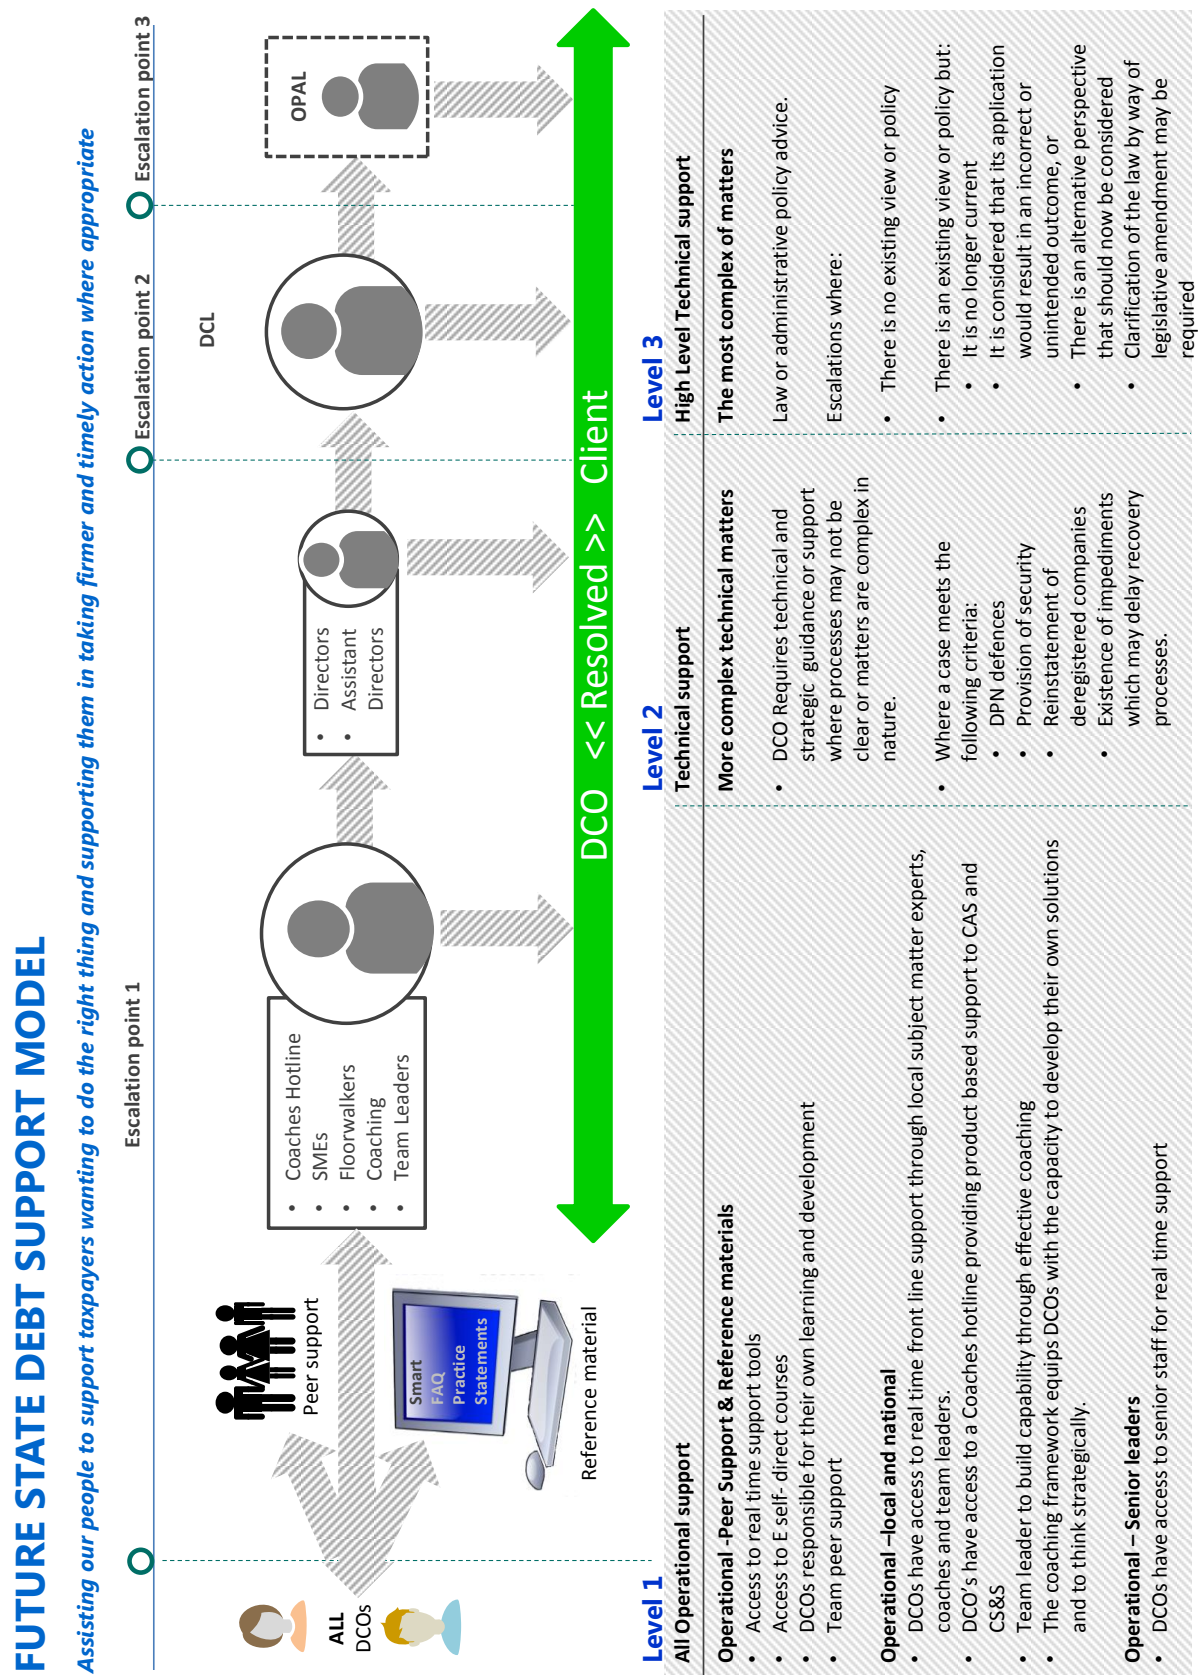 FUTURE STATE DEBT SUPPORT MODEL
Assisting our people to support taxpayers wanting to do the right thing and supporting them in taking firmer and timely action where appropriate
Escalation point 1
Escalation point 2
Escalation point 3
ALL
DCOs
Peer support
Smart
FAQ
Practice
Statements
Reference material
• Coaches Hotline
• SMEs
• Floorwalkers
• Coaching
• Team Leaders
• Directors
• Assistant
Directors
DCL
OPAL
DCO << Resolved >> Client
Level 1
All Operational support
Operational -Peer Support & Reference materials
• Access to real time support tools
• Access to E self- direct courses
• DCOs responsible for their own learning and development
• Team peer support
Operational –local and national
• DCOs have access to real time front line support through local subject matter experts,
coaches and team leaders.
• DCO's have access to a Coaches hotline providing product based support to CAS and
CS&S
• Team leader to build capability through effective coaching
• The coaching framework equips DCOs with the capacity to develop their own solutions
and to think strategically.
Operational – Senior leaders
• DCOs have access to senior staff for real time support
Level 2
Technical support
More complex technical matters
• DCO Requires technical and
strategic guidance or support
where processes may not be
clear or matters are complex in
nature.
• Where a case meets the
following criteria:
• DPN defences
• Provision of security
• Reinstatement of
deregistered companies
• Existence of impediments
which may delay recovery
processes.
Level 3
High Level Technical support
The most complex of matters
Law or administrative policy advice.
Escalations where:
• There is no existing view or policy
• There is an existing view or policy but:
• It is no longer current
• It is considered that its application
would result in an incorrect or
unintended outcome, or
• There is an alternative perspective
that should now be considered
• Clarification of the law by way of
legislative amendment may be
required